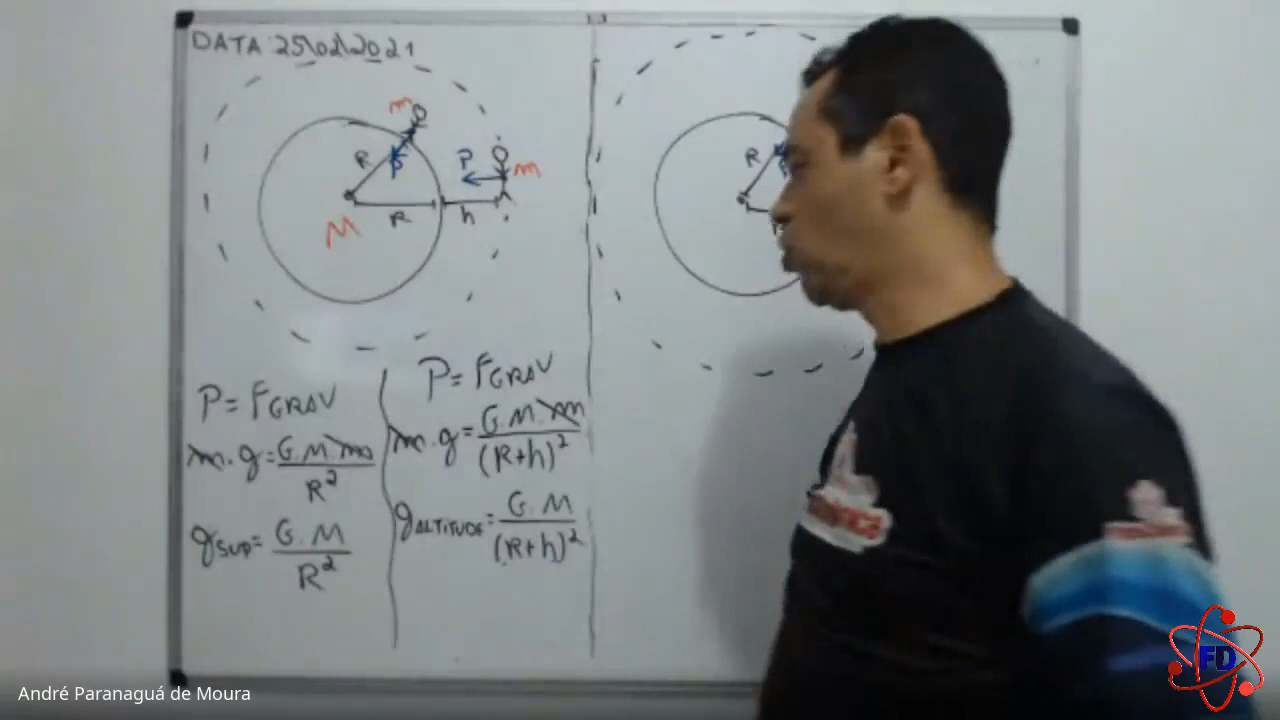 DATA 25\02\2021
m
R
P
P
m
R
h
M
R
P = FGRAV
m.g = G.M.m
R²
gSUP = G.M
R²
P = FGRAV
m.g = G.M.m
(R+h)²
gALTITUDE = G.M
(R+h)²
FD
André Paranaguá de Moura